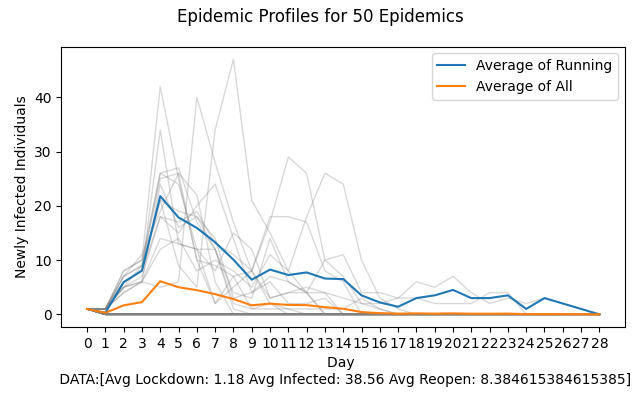 Epidemic Profiles for 50 Epidemics
Average of Running
Average of All
Newly Infected Individuals
40
30
20
10
0
0 1 2 3 4 5 6 7 8 9 10 11 12 13 14 15 16 17 18 19 20 21 22 23 24 25 26 27 28
Day
DATA:[Avg Lockdown: 1.18 Avg Infected: 38.56 Avg Reopen: 8.384615384615385]